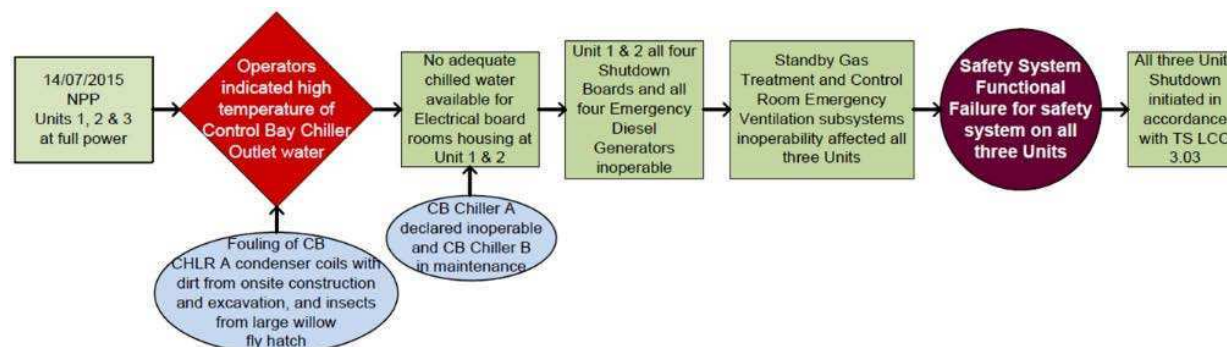 14/07/2015
NPP
Units 1, 2 & 3
at full power
Operators
indicated high
temperature of
Control Bay Chiller
Outlet water
No adequate
chilled water
available for
Electrical board
rooms housing at
Unit 1 & 2
Unit 1 & 2 all four
Shutdown
Boards and all
four Emergency
Diesel
Generators
inoperable
Standby Gas
Treatment and Control
Room Emergency
Ventilation subsystems
inoperability affected all
three Units
Safety System
Functional
Failure for safety
system on all
three Units
All three Unit
Shutdown
initiated in
accordance
with TS LCO
3.03
Fouling of CB
CHLR A condenser coils with
dirt from onsite construction
and excavation, and insects
from large willow
fly hatch
CB Chiller A
declared inoperable
and CB Chiller B
in maintenance